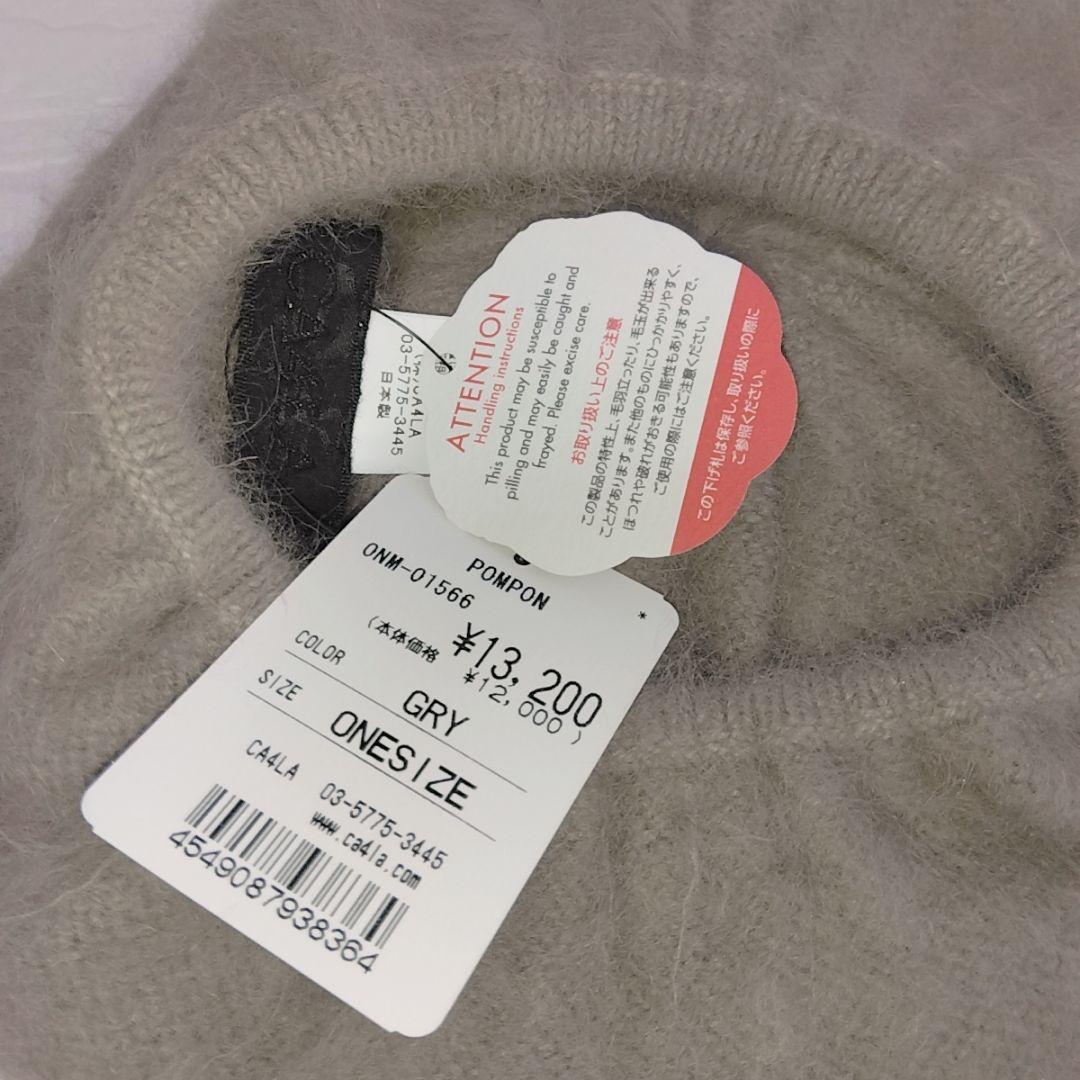 ATTENTION
Handling instructions
This product may be susceptible to
pilling and may easily be caught and
frayed. Please excise care.
お取り扱い上のご注意
この製品の特性上、毛羽立ったり、毛玉が出来る
ことがあります。また他のものにひっかかりやすく、
ほつれや破れがおきる可能性もありますので、
ご使用の際にはご注意ください。
この下げ札は保存し、取り扱いの際に
ご参照ください。
CA4LA
03-5775-3445
日本製
POMPON
ONM-01566
*
¥13,200
(本体価格 ¥12,000)
COLOR GRY
SIZE ONESIZE
CA4LA 03-5775-3445
www.ca4la.com
4549087938364